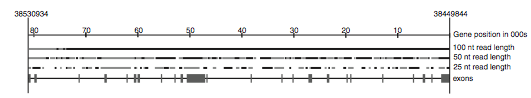 38530934 38449844
80 70 60 50 40 30 20 10 Gene position in 000s
100 nt read length
50 nt read length
25 nt read length
exons